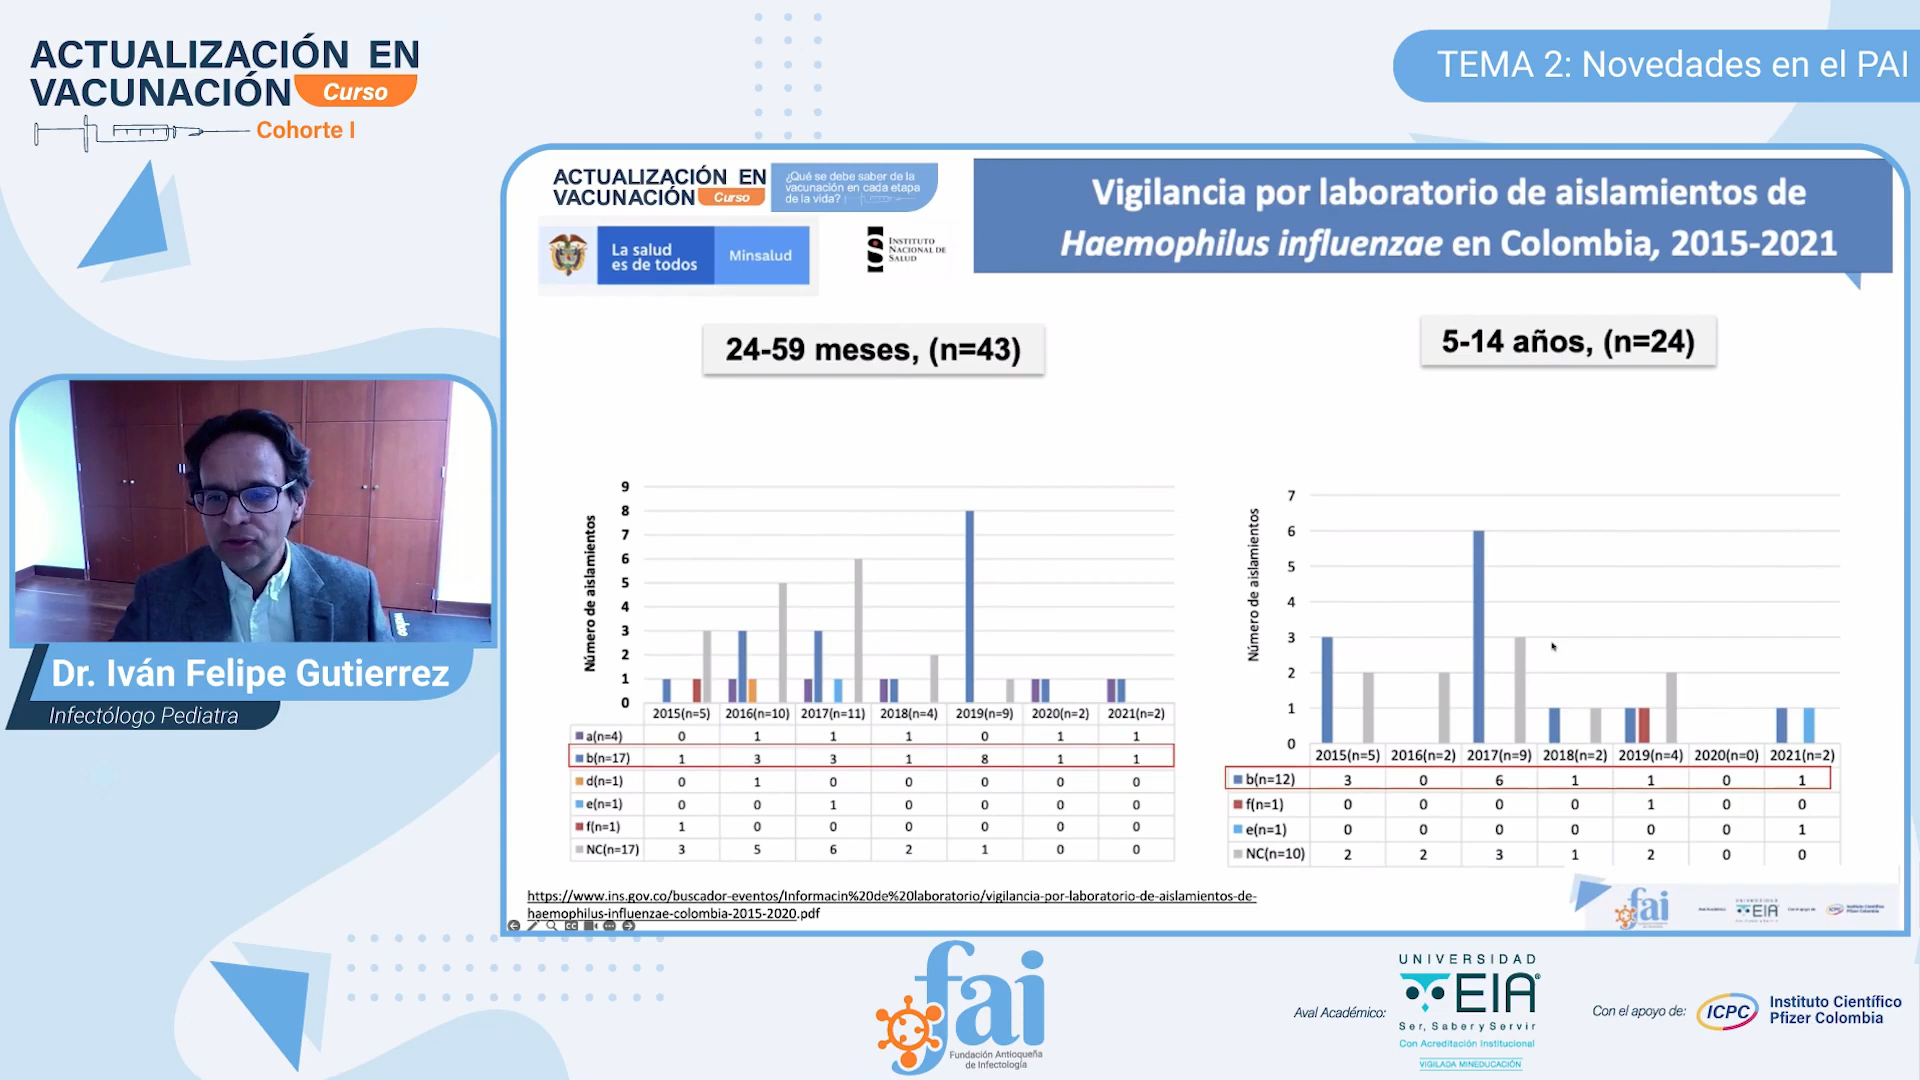 ACTUALIZACIÓN EN
VACUNACIÓN Curso
Cohorte I
TEMA 2: Novedades en el PAI
ACTUALIZACIÓN EN
VACUNACIÓN Curso
¿Qué se debe saber de la
vacunación en cada etapa
de la vida?
La salud
es de todos
Minsalud
INSTITUTO
NACIONAL DE
SALUD
Vigilancia por laboratorio de aislamientos de
Haemophilus influenzae en Colombia, 2015-2021
24-59 meses, (n=43)
Número de aislamientos
9
8
7
6
5
4
3
2
1
0
2015(n=5) 2016(n=10) 2017(n=11) 2018(n=4) 2019(n=9) 2020(n=2) 2021(n=2)
a(n=4) 0 1 1 1 0 1 1
b(n=17) 1 3 3 1 8 1 1
d(n=1) 0 1 0 0 0 0 0
e(n=1) 0 0 1 0 0 0 0
f(n=1) 1 0 0 0 0 0 0
NC(n=17) 3 5 6 2 1 0 0
5-14 años, (n=24)
Número de aislamientos
7
6
5
4
3
2
1
0
2015(n=5) 2016(n=2) 2017(n=9) 2018(n=2) 2019(n=4) 2020(n=0) 2021(n=2)
b(n=12) 3 0 6 1 1 0 1
f(n=1) 0 0 0 0 1 0 0
e(n=1) 0 0 0 0 0 0 1
NC(n=10) 2 2 3 1 2 0 0
https://www.ins.gov.co/buscador-eventos/Informacin%20de%20laboratorio/vigilancia-por-laboratorio-de-aislamientos-de-
haemophilus-influenzae-colombia-2015-2020.pdf
fai
EIA
ICPC
Dr. Iván Felipe Gutierrez
Infectólogo Pediatra
fai
Fundación Antioqueña
de Infectología
Aval Académico:
UNIVERSIDAD
EIA
Ser, Saber y Servir
Con Acreditación Institucional
VIGILADA MINEDUCACIÓN
Con el apoyo de:
ICPC
Instituto Científico
Pfizer Colombia